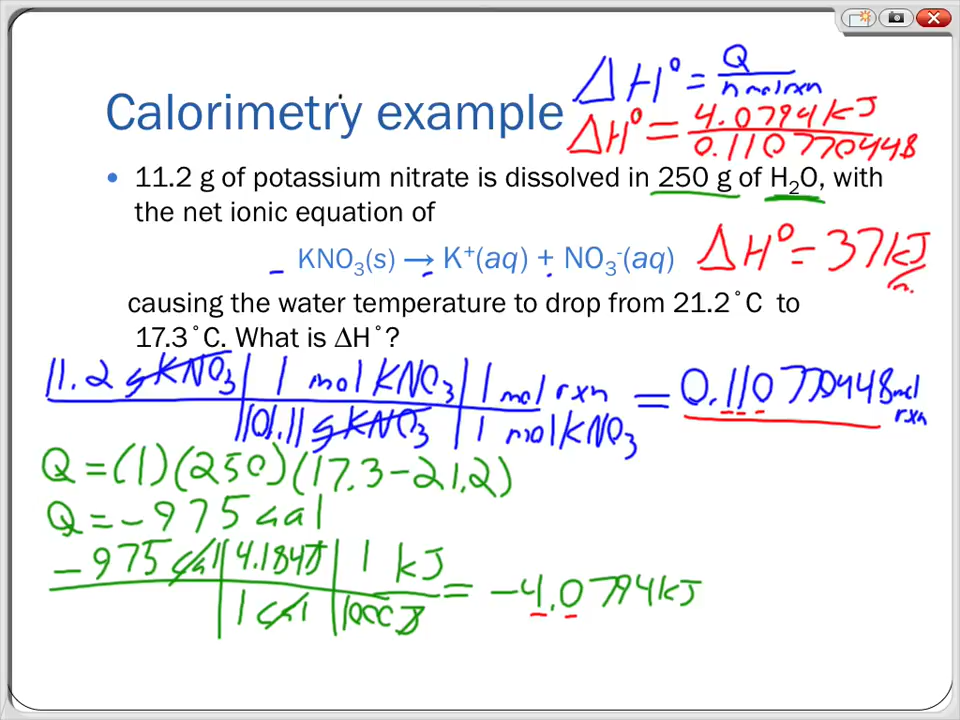 ΔH° = Q / n mol rxn
Calorimetry example
ΔH° = 4.0794 kJ / 0.110770448
• 11.2 g of potassium nitrate is dissolved in 250 g of H₂O, with
the net ionic equation of
KNO₃(s) → K⁺(aq) + NO₃⁻(aq)
ΔH° = 37 kJ
causing the water temperature to drop from 21.2˚C to
17.3˚C. What is ΔH˚?
11.2 g KNO₃ | 1 mol KNO₃ | 1 mol rxn = 0.110770448 mol rxn
101.11 g KNO₃ | 1 mol KNO₃
Q = (1)(250)(17.3-21.2)
Q = -975 cal
-975 cal | 4.184 J | 1 kJ = -4.0794 kJ
1 cal | 1000 J